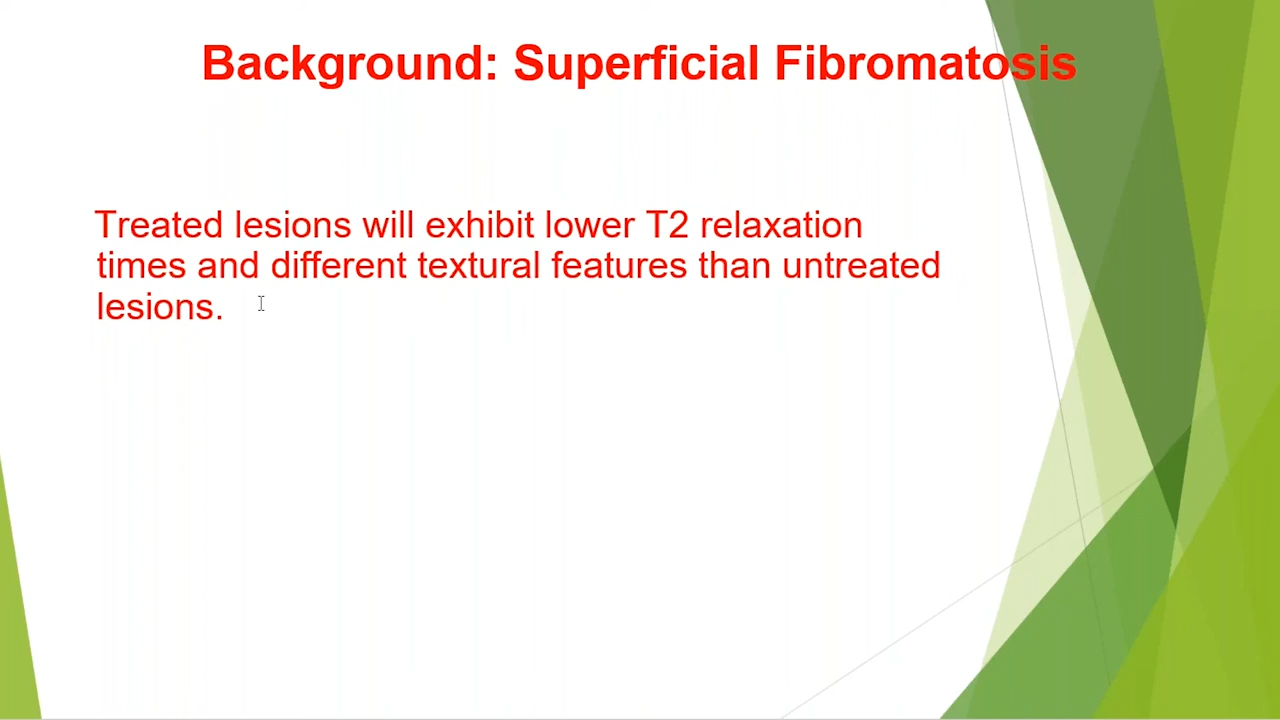 Background: Superficial Fibromatosis
Treated lesions will exhibit lower T2 relaxation
times and different textural features than untreated
lesions.